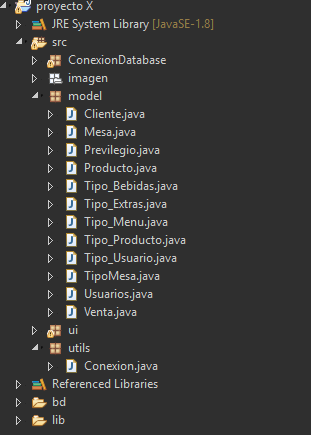 proyecto X
JRE System Library [JavaSE-1.8]
src
ConexionDatabase
imagen
model
Cliente.java
Mesa.java
Previlegio.java
Producto.java
Tipo_Bebidas.java
Tipo_Extras.java
Tipo_Menu.java
Tipo_Producto.java
Tipo_Usuario.java
TipoMesa.java
Usuarios.java
Venta.java
ui
utils
Conexion.java
Referenced Libraries
bd
lib